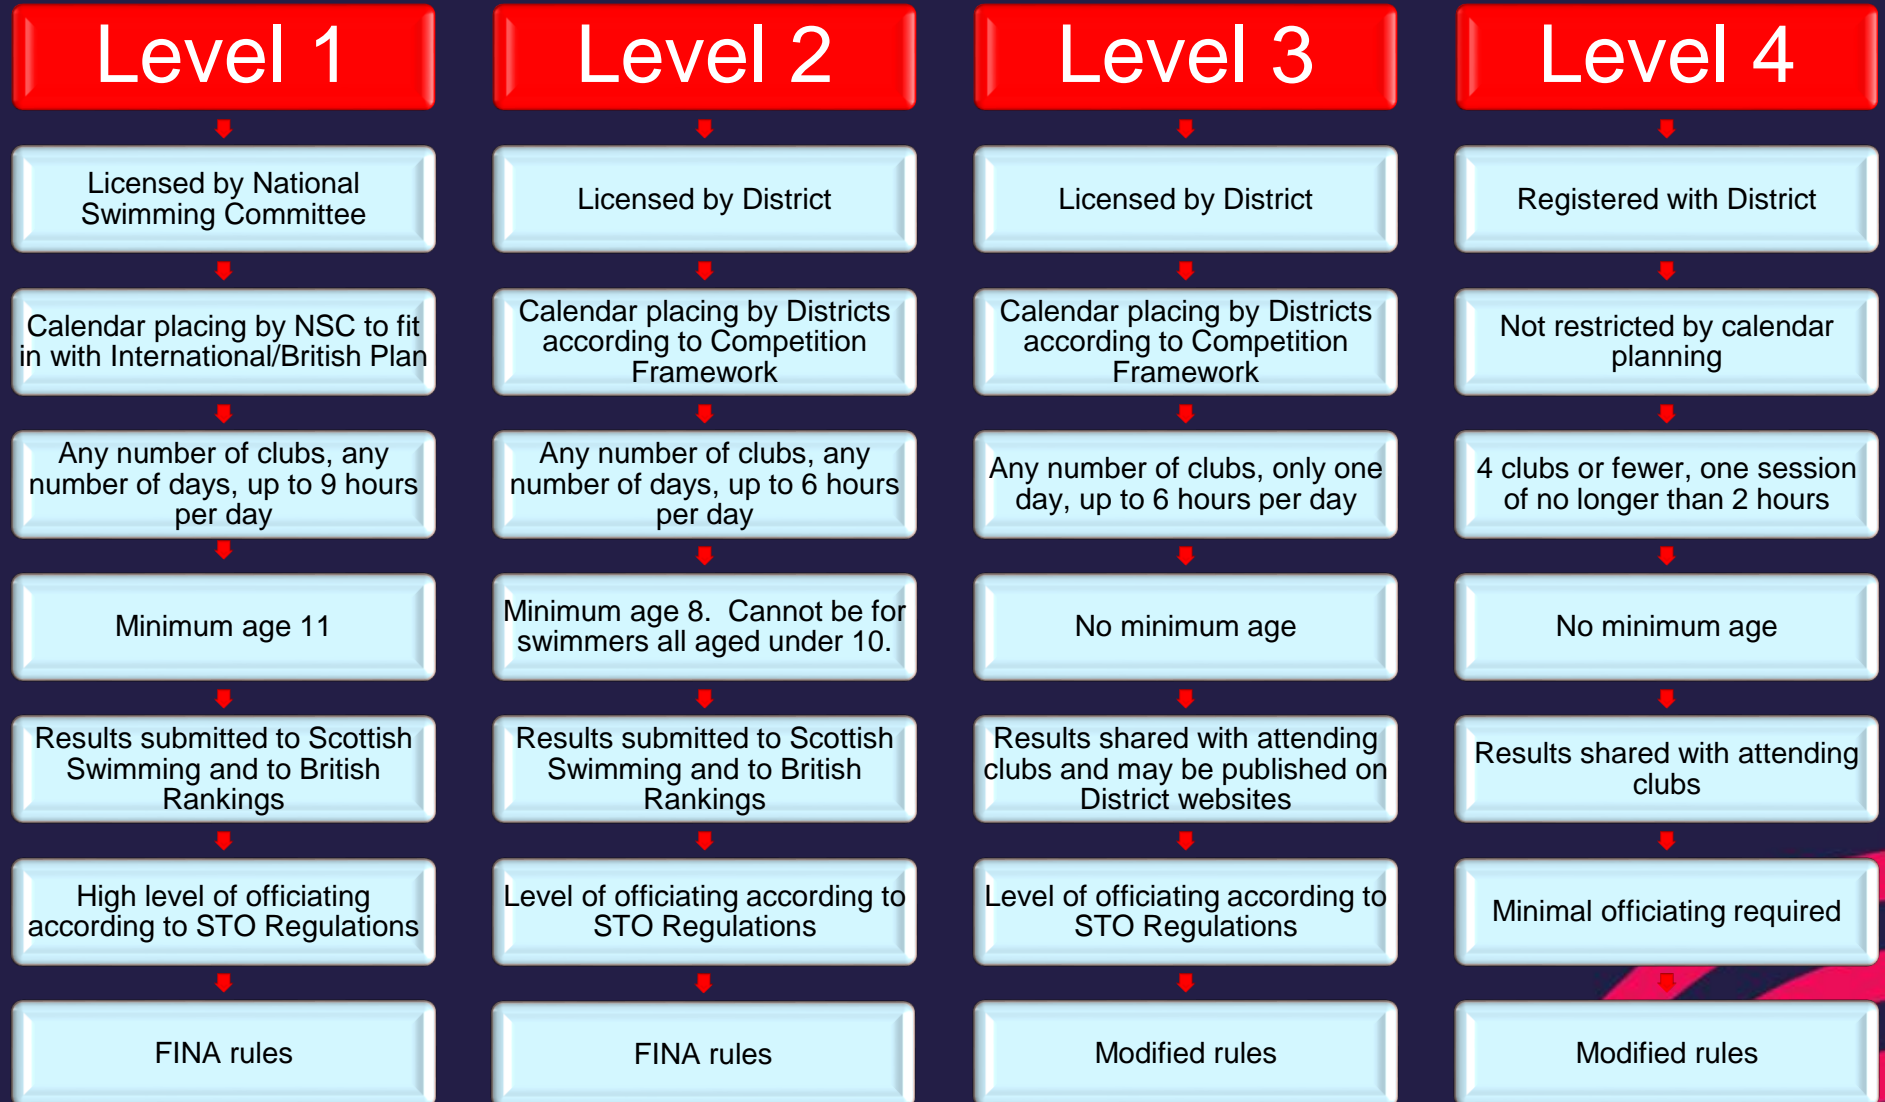 Level 1
Licensed by National
Swimming Committee
Calendar placing by NSC to fit
in with International/British Plan
Any number of clubs, any
number of days, up to 9 hours
per day
Minimum age 11
Results submitted to Scottish
Swimming and to British
Rankings
High level of officiating
according to STO Regulations
FINA rules
Level 2
Licensed by District
Calendar placing by Districts
according to Competition
Framework
Any number of clubs, any
number of days, up to 6 hours
per day
Minimum age 8.  Cannot be for
swimmers all aged under 10.
Results submitted to Scottish
Swimming and to British
Rankings
Level of officiating according to
STO Regulations
FINA rules
Level 3
Licensed by District
Calendar placing by Districts
according to Competition
Framework
Any number of clubs, only one
day, up to 6 hours per day
No minimum age
Results shared with attending
clubs and may be published on
District websites
Level of officiating according to
STO Regulations
Modified rules
Level 4
Registered with District
Not restricted by calendar
planning
4 clubs or fewer, one session
of no longer than 2 hours
No minimum age
Results shared with attending
clubs
Minimal officiating required
Modified rules